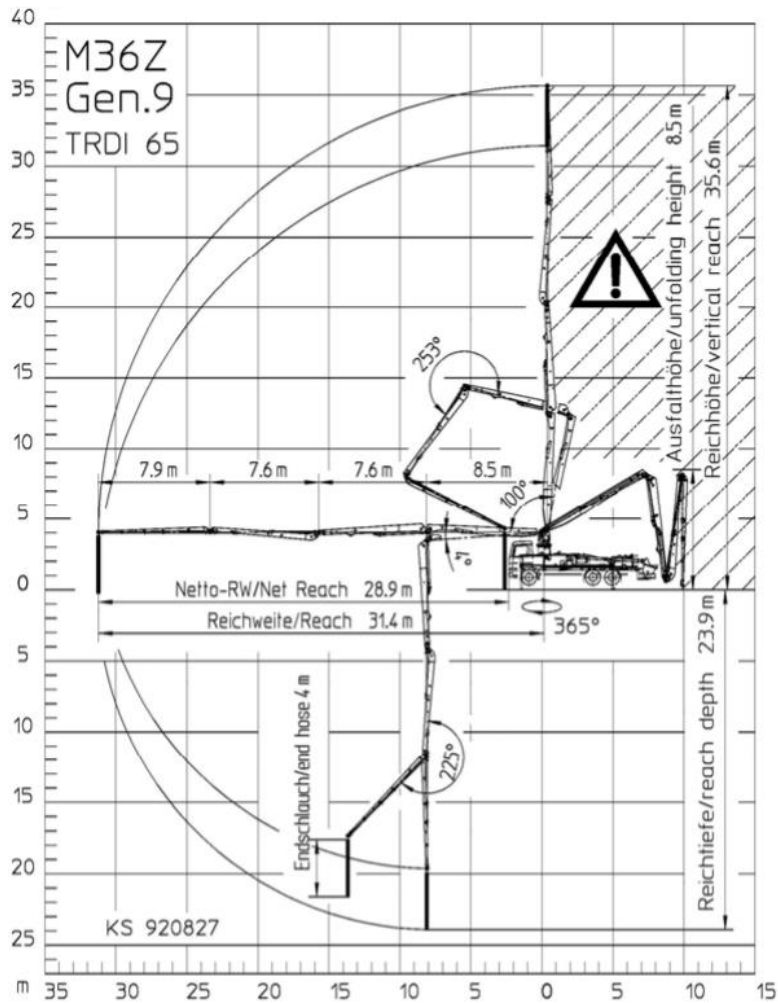 40
M36Z
Gen.9
TRDI 65
35
30
25
20
15
10
5
0
5
10
15
20
25
m
35 30 25 20 15 10 5 0 5 10 15
Ausfalthöhe/unfolding height 8.5 m
Reichhöhe/vertical reach 35.6 m
253°
7.9 m 7.6 m 7.6 m 8.5 m
100°
4°
Netto-RW/Net Reach 28.9 m
Reichweite/Reach 31.4 m
365°
Endschlauch/end hose 4 m
225°
Reichtiefe/reach depth 23.9 m
KS 920827